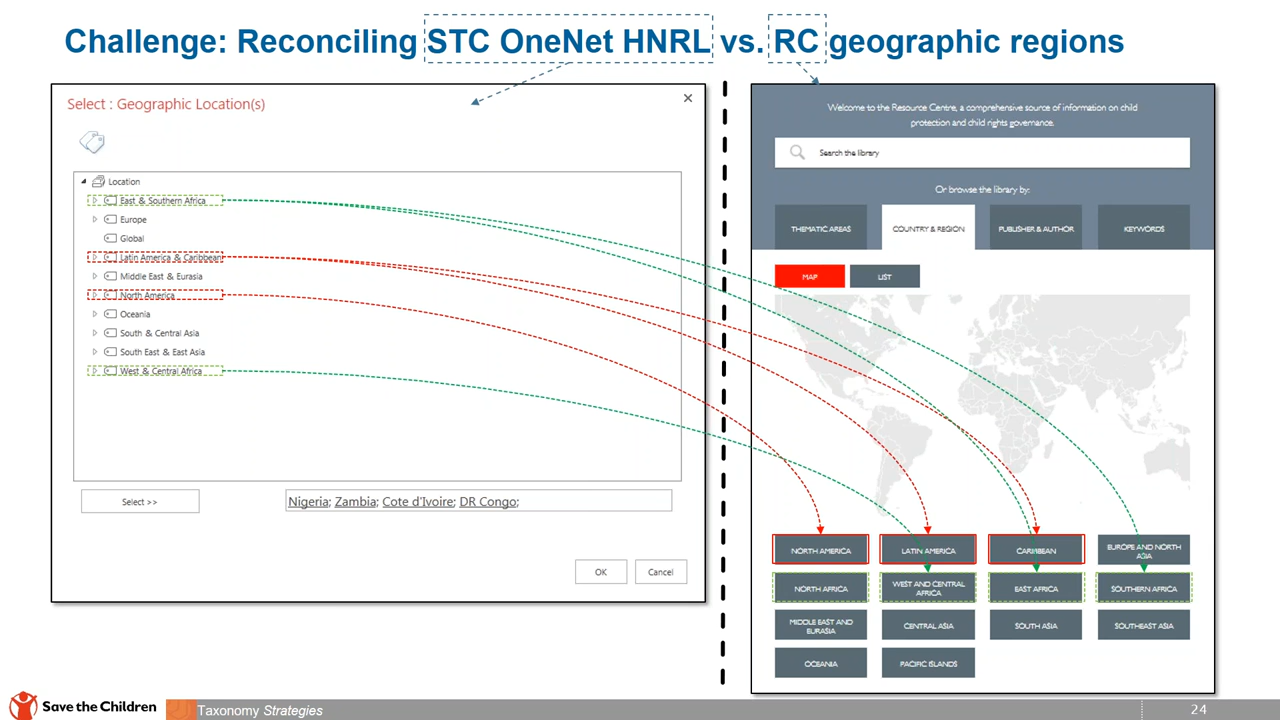 Challenge: Reconciling STC OneNet HNRL vs. RC geographic regions
Select : Geographic Location(s)
Location
East & Southern Africa
Europe
Global
Latin America & Caribbean
Middle East & Eurasia
North America
Oceania
South & Central Asia
South East & East Asia
West & Central Africa
Select >>
Nigeria; Zambia; Cote d'Ivoire; DR Congo;
OK
Cancel
Welcome to the Resource Centre, a comprehensive source of information on child
protection and child rights governance.
Search the library
Or browse the library by:
THEMATIC AREAS
COUNTRY & REGION
PUBLISHER & AUTHOR
KEYWORDS
MAP
LIST
NORTH AMERICA
LATIN AMERICA
CARIBBEAN
EUROPE AND NORTH
ASIA
NORTH AFRICA
WEST AND CENTRAL
AFRICA
EAST AFRICA
SOUTHERN AFRICA
MIDDLE EAST AND
EURASIA
CENTRAL ASIA
SOUTH ASIA
SOUTHEAST ASIA
OCEANIA
PACIFIC ISLANDS
Save the Children
Taxonomy Strategies
24